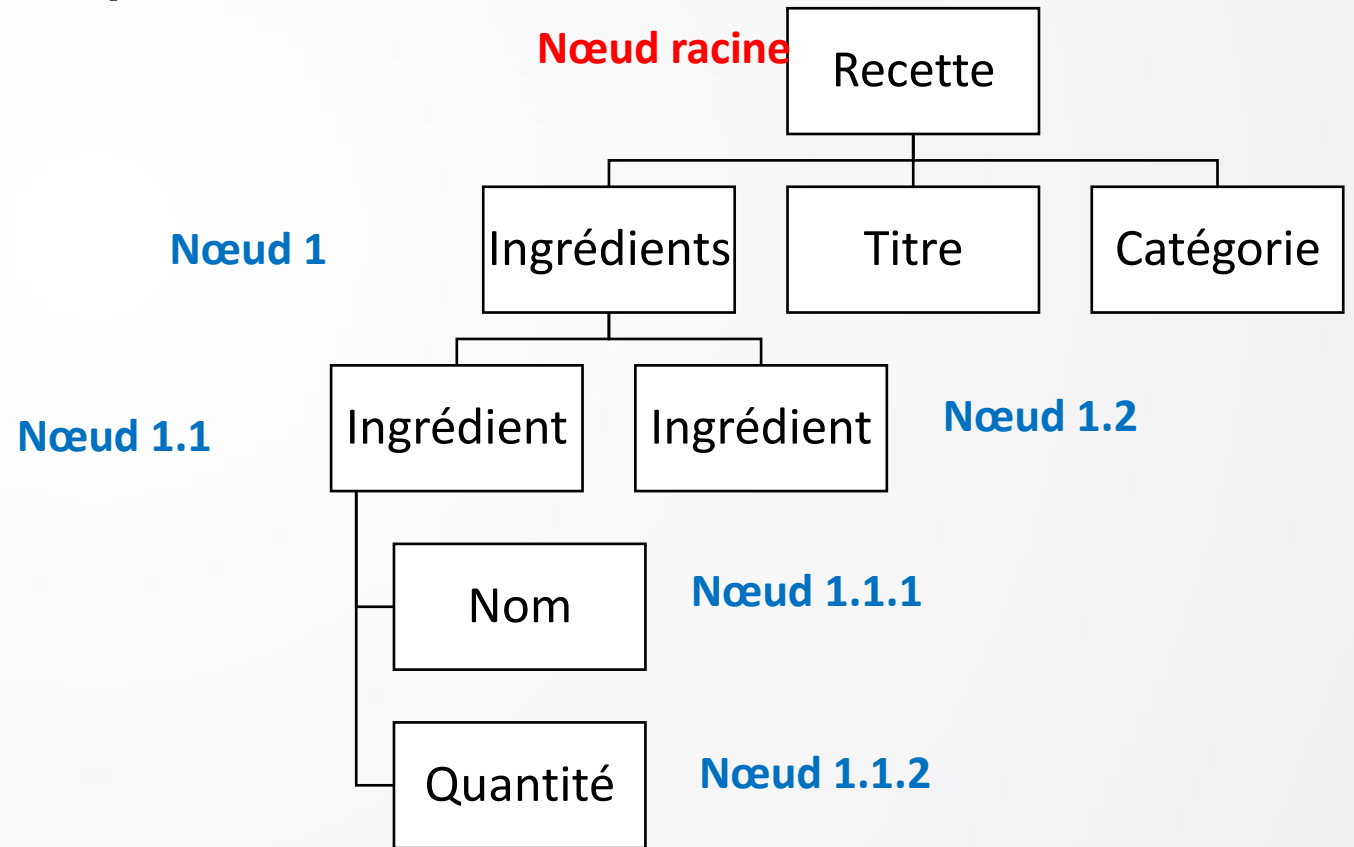 Nœud racine
Recette
Nœud 1
Ingrédients
Titre
Catégorie
Nœud 1.1
Ingrédient
Ingrédient
Nœud 1.2
Nom
Nœud 1.1.1
Quantité
Nœud 1.1.2